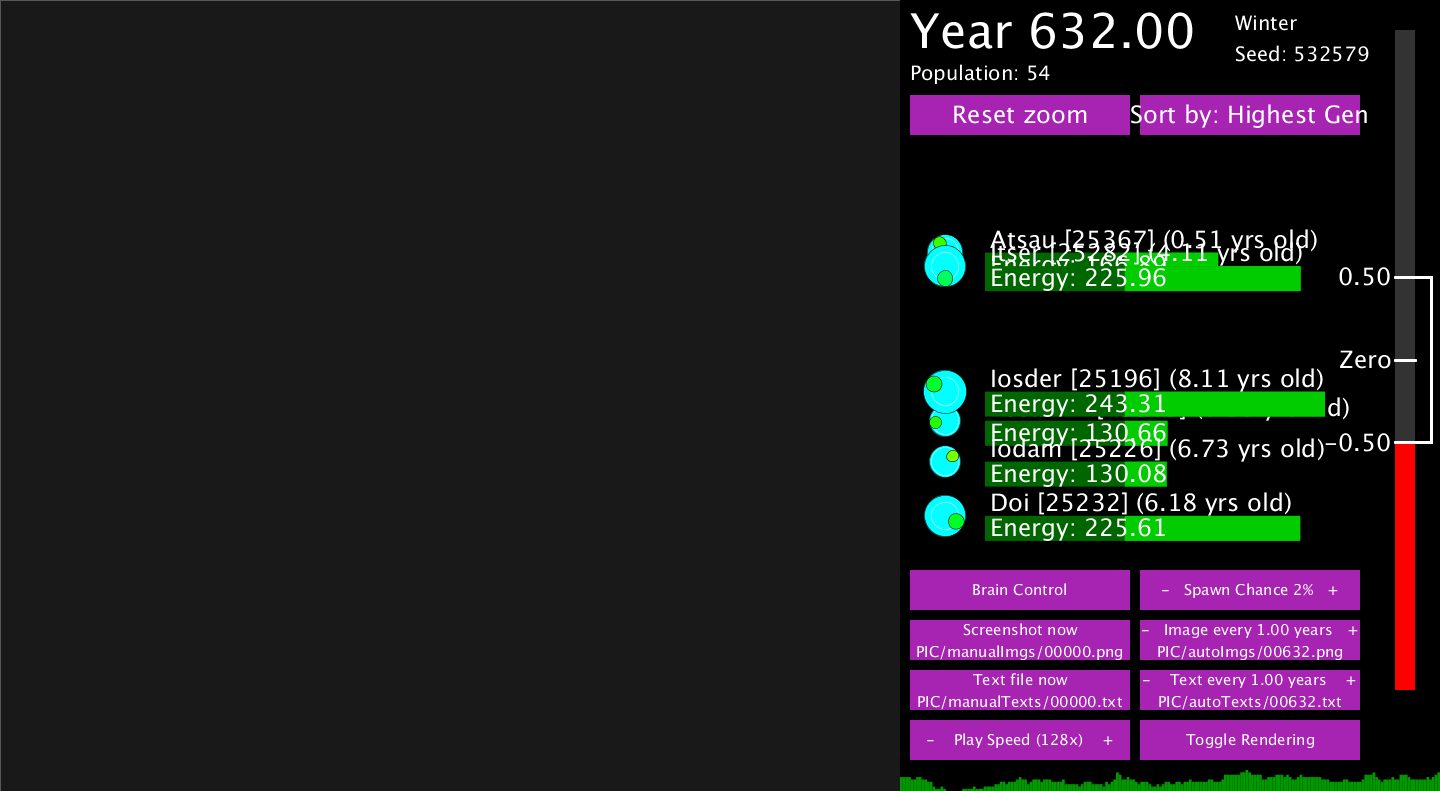 Year 632.00
Winter
Seed: 532579
Population: 54
Reset zoom
Sort by: Highest Gen
Atsau [25367] (0.51 yrs old)
Itser [25282] (4.11 yrs old)
Energy: 166.89
Energy: 225.96
0.50
Zero
-0.50
Iosder [25196] (8.11 yrs old)
Energy: 243.31
d)
Energy: 130.66
Iodam [25226] (6.73 yrs old)
Energy: 130.08
Doi [25232] (6.18 yrs old)
Energy: 225.61
Brain Control
- Spawn Chance 2% +
Screenshot now
PIC/manualImgs/00000.png
- Image every 1.00 years +
PIC/autoImgs/00632.png
Text file now
PIC/manualTexts/00000.txt
- Text every 1.00 years +
PIC/autoTexts/00632.txt
- Play Speed (128x) +
Toggle Rendering